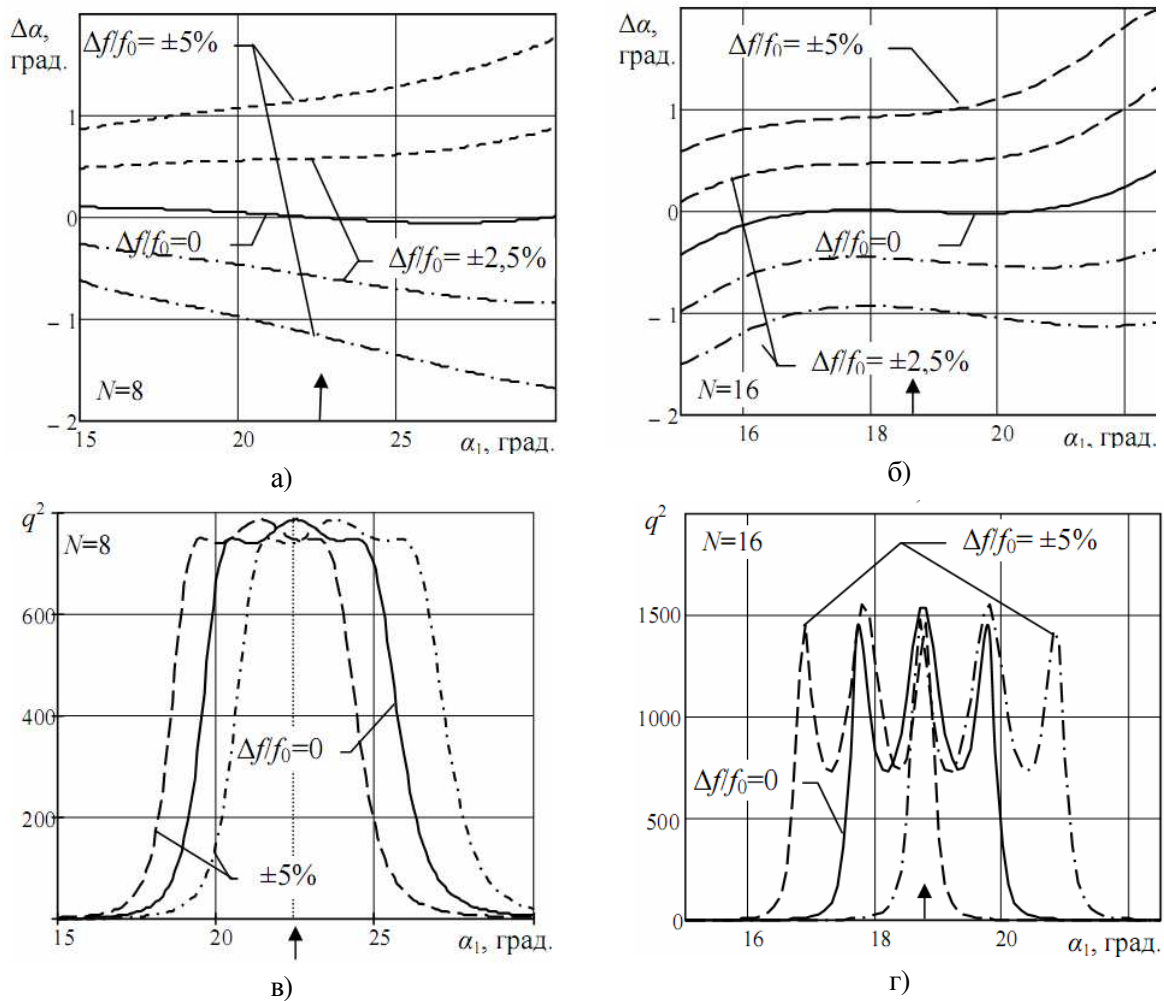 Δα,
град.
Δf/f₀= ±5%
1
0
Δf/f₀=0
Δf/f₀= ±2,5%
– 1
N=8
– 2
15
20
25
α₁, град.
а)
Δα,
град.
Δf/f₀= ±5%
1
0
Δf/f₀=0
– 1
Δf/f₀= ±2,5%
N=16
– 2
16
18
20
α₁, град.
б)
q²
N=8
600
400
Δf/f₀=0
200
±5%
15
20
25
α₁, град.
в)
q²
N=16
Δf/f₀= ±5%
1500
1000
Δf/f₀=0
500
0
16
18
20
α₁, град.
г)